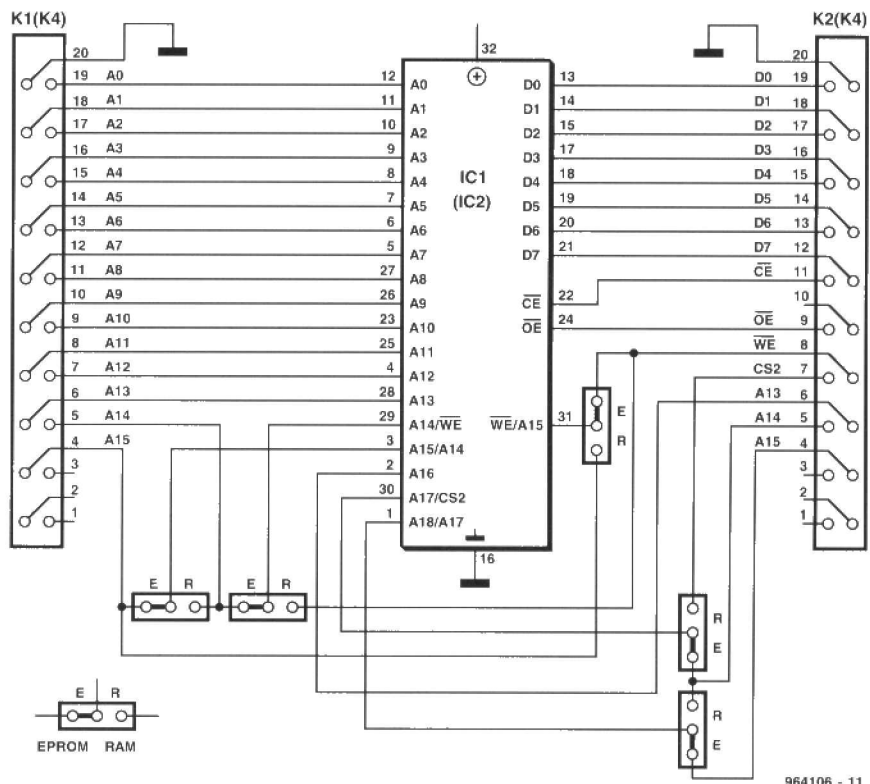 K1(K4)
K2(K4)
32
20
20
19 A0 12 A0 D0 13 D0 19
18 A1 11 A1 D1 14 D1 18
17 A2 10 A2 D2 15 D2 17
16 A3 9 A3 D3 17 D3 16
15 A4 8 A4 IC1 D4 18 D4 15
14 A5 7 A5 (IC2) D5 19 D5 14
13 A6 6 A6 D6 20 D6 13
12 A7 5 A7 D7 21 D7 12
11 A8 27 A8 C̅E̅ 11
10 A9 26 A9 C̅E̅ 22 10
9 A10 23 A10 O̅E̅ 24 O̅E̅ 9
8 A11 25 A11 W̅E̅ 8
7 A12 4 A12 CS2 7
6 A13 28 A13 A13 6
5 A14 29 A14/W̅E̅ W̅E̅/A15 31 E A14 5
4 A15 3 A15/A14 R A15 4
3 2 A16 3
2 30 A17/CS2 2
1 1 A18/A17 1
16
E R E R
R
E
R
E
E R
EPROM RAM
964106 - 11